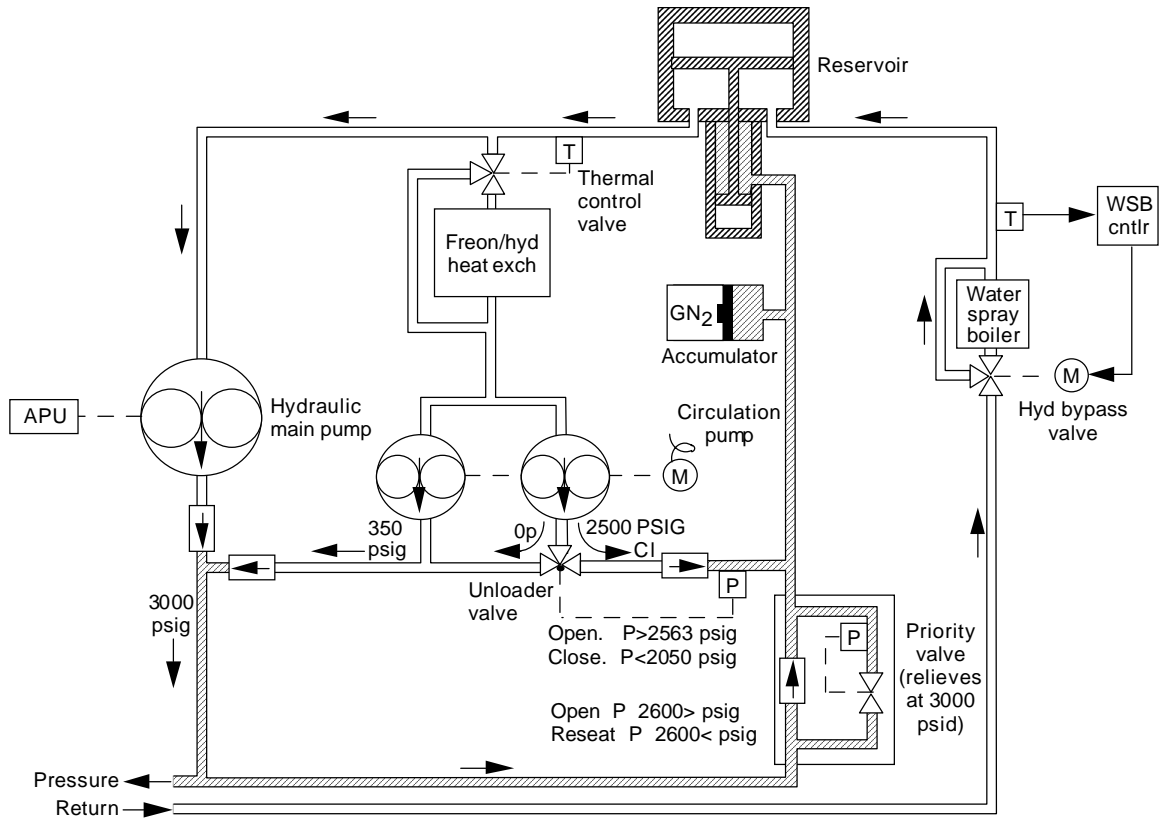 Reservoir
T
Thermal
control
valve
Freon/hyd
heat exch
T
WSB
cntlr
GN2
Accumulator
Water
spray
boiler
M
Hyd bypass
valve
APU
Hydraulic
main pump
Circulation
pump
M
350
psig
0p
2500 PSIG
CI
Unloader
valve
P
3000
psig
Open. P>2563 psig
Close. P<2050 psig
P
Priority
valve
(relieves
at 3000
psid)
Open P 2600> psig
Reseat P 2600< psig
Pressure
Return